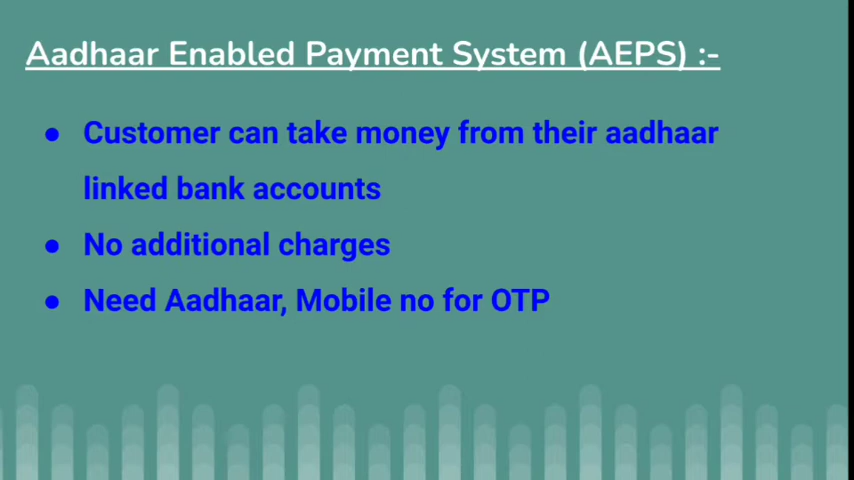 Aadhaar Enabled Payment System (AEPS) :-
● Customer can take money from their aadhaar
linked bank accounts
● No additional charges
● Need Aadhaar, Mobile no for OTP